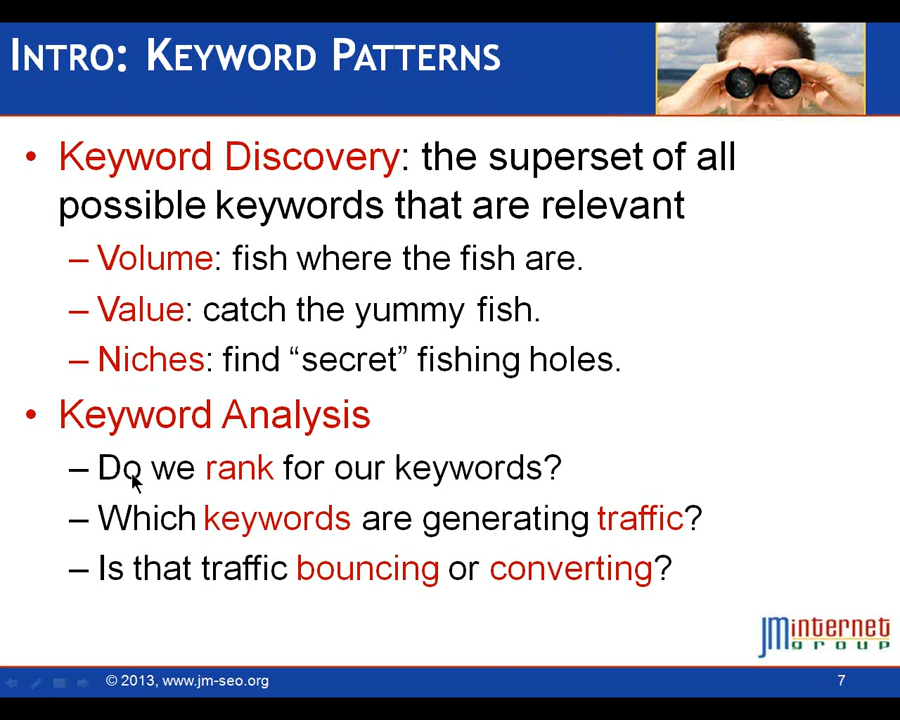 INTRO: KEYWORD PATTERNS
• Keyword Discovery: the superset of all
possible keywords that are relevant
– Volume: fish where the fish are.
– Value: catch the yummy fish.
– Niches: find “secret” fishing holes.
• Keyword Analysis
– Do we rank for our keywords?
– Which keywords are generating traffic?
– Is that traffic bouncing or converting?
JMinternet
group
© 2013, www.jm-seo.org
7